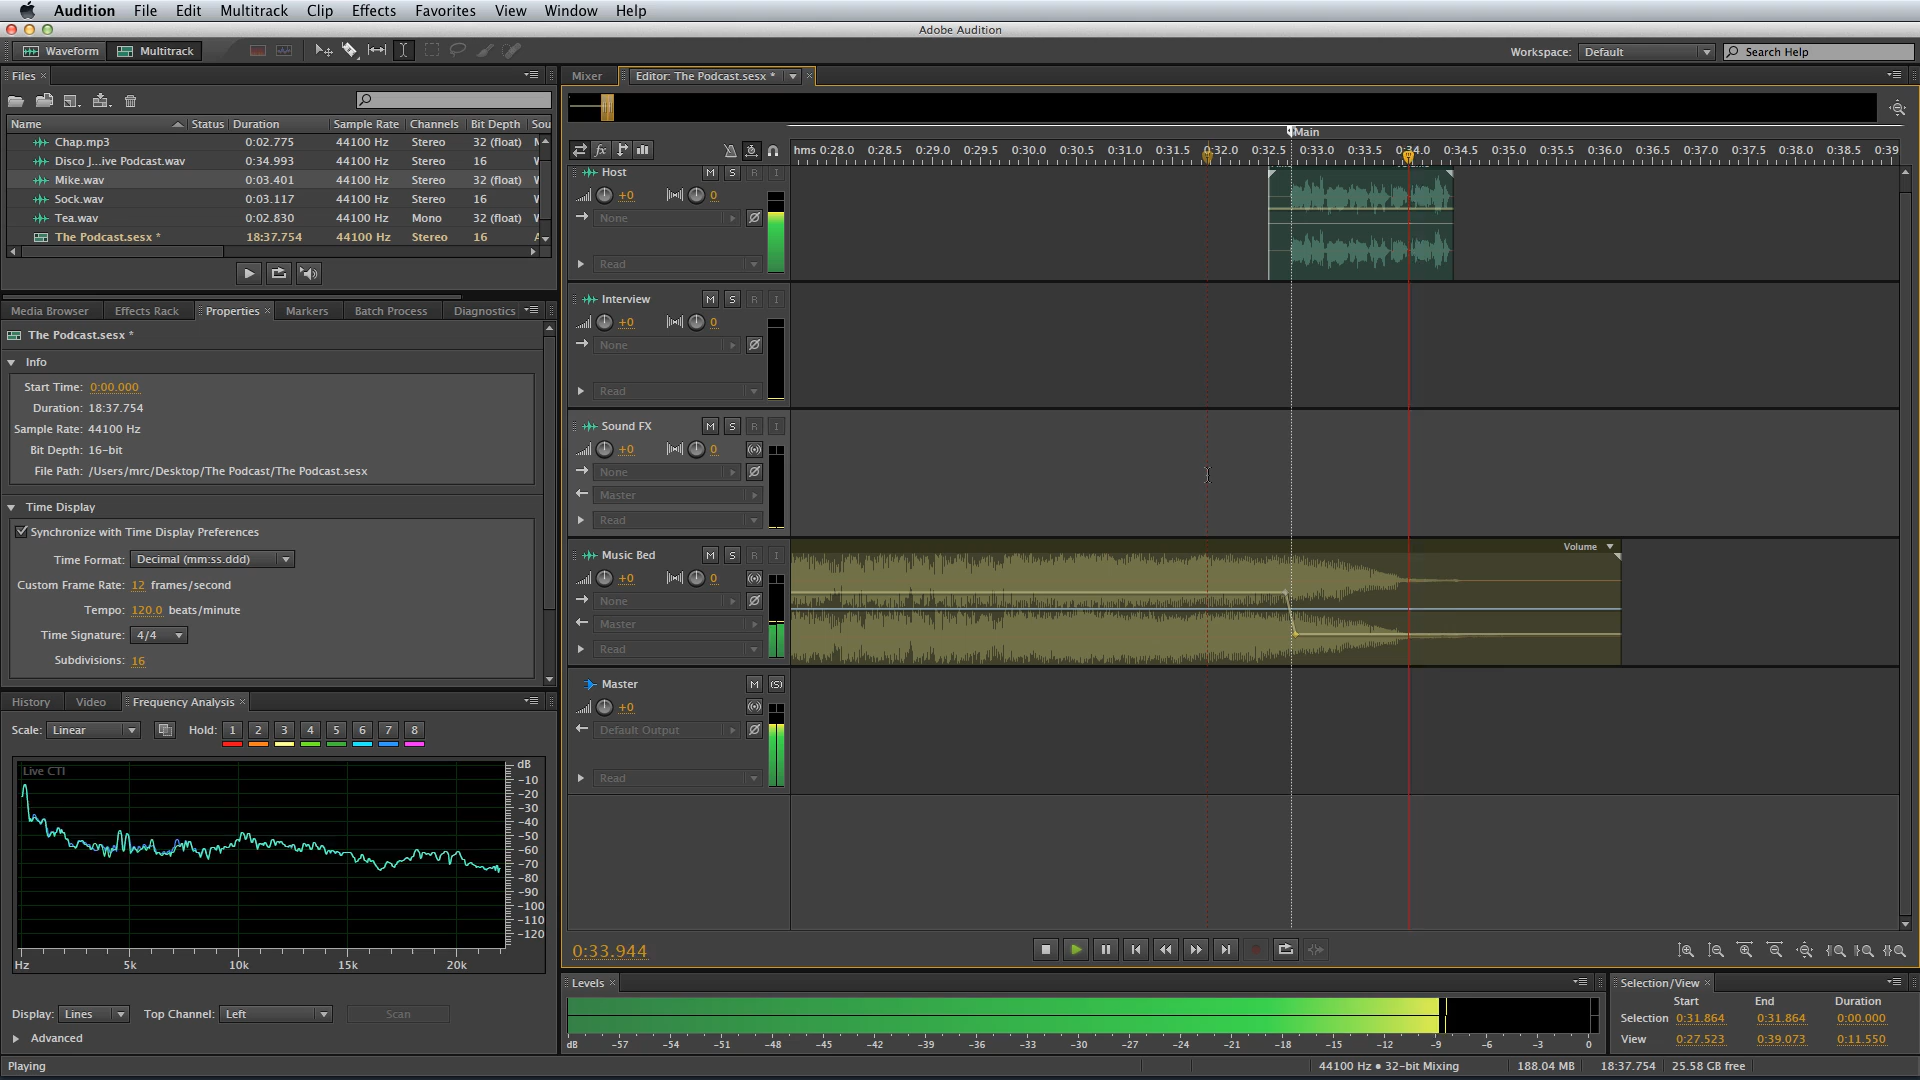 Audition File Edit Multitrack Clip Effects Favorites View Window Help
Adobe Audition
Waveform Multitrack
Workspace: Default Search Help
Files
Name Status Duration Sample Rate Channels Bit Depth Sou
Chap.mp3 0:02.775 44100 Hz Stereo 32 (float)
Disco J...ive Podcast.wav 0:34.993 44100 Hz Stereo 16
Mike.wav 0:03.401 44100 Hz Stereo 32 (float)
Sock.wav 0:03.117 44100 Hz Stereo 16
Tea.wav 0:02.830 44100 Hz Mono 32 (float)
The Podcast.sesx * 18:37.754 44100 Hz Stereo 16
Media Browser Effects Rack Properties Markers Batch Process Diagnostics
The Podcast.sesx *
Info
Start Time: 0:00.000
Duration: 18:37.754
Sample Rate: 44100 Hz
Bit Depth: 16-bit
File Path: /Users/mrc/Desktop/The Podcast/The Podcast.sesx
Time Display
Synchronize with Time Display Preferences
Time Format: Decimal (mm:ss.ddd)
Custom Frame Rate: 12 frames/second
Tempo: 120.0 beats/minute
Time Signature: 4/4
Subdivisions: 16
History Video Frequency Analysis
Scale: Linear Hold: 1 2 3 4 5 6 7 8
Live CTI
dB
-10
-20
-30
-40
-50
-60
-70
-80
-90
-100
-110
-120
Hz 5k 10k 15k 20k
Display: Lines Top Channel: Left Scan
Advanced
Mixer Editor: The Podcast.sesx *
Main
hms 0:28.0 0:28.5 0:29.0 0:29.5 0:30.0 0:30.5 0:31.0 0:31.5 0:32.0 0:32.5 0:33.0 0:33.5 0:34.0 0:34.5 0:35.0 0:35.5 0:36.0 0:36.5 0:37.0 0:37.5 0:38.0 0:38.5 0:39
fx
Host M S R I
+0 0
None
Read
Interview M S R I
+0 0
None
Read
Sound FX M S R I
+0 0
None
Master
Read
Music Bed M S R I
Volume
+0 0
None
Master
Read
Master M (S)
+0
Default Output
Read
0:33.944
Levels
dB -57 -54 -51 -48 -45 -42 -39 -36 -33 -30 -27 -24 -21 -18 -15 -12 -9 -6 -3 0
Selection/View
Start End Duration
Selection 0:31.864 0:31.864 0:00.000
View 0:27.523 0:39.073 0:11.550
Playing
44100 Hz • 32-bit Mixing 188.04 MB 18:37.754 25.58 GB free